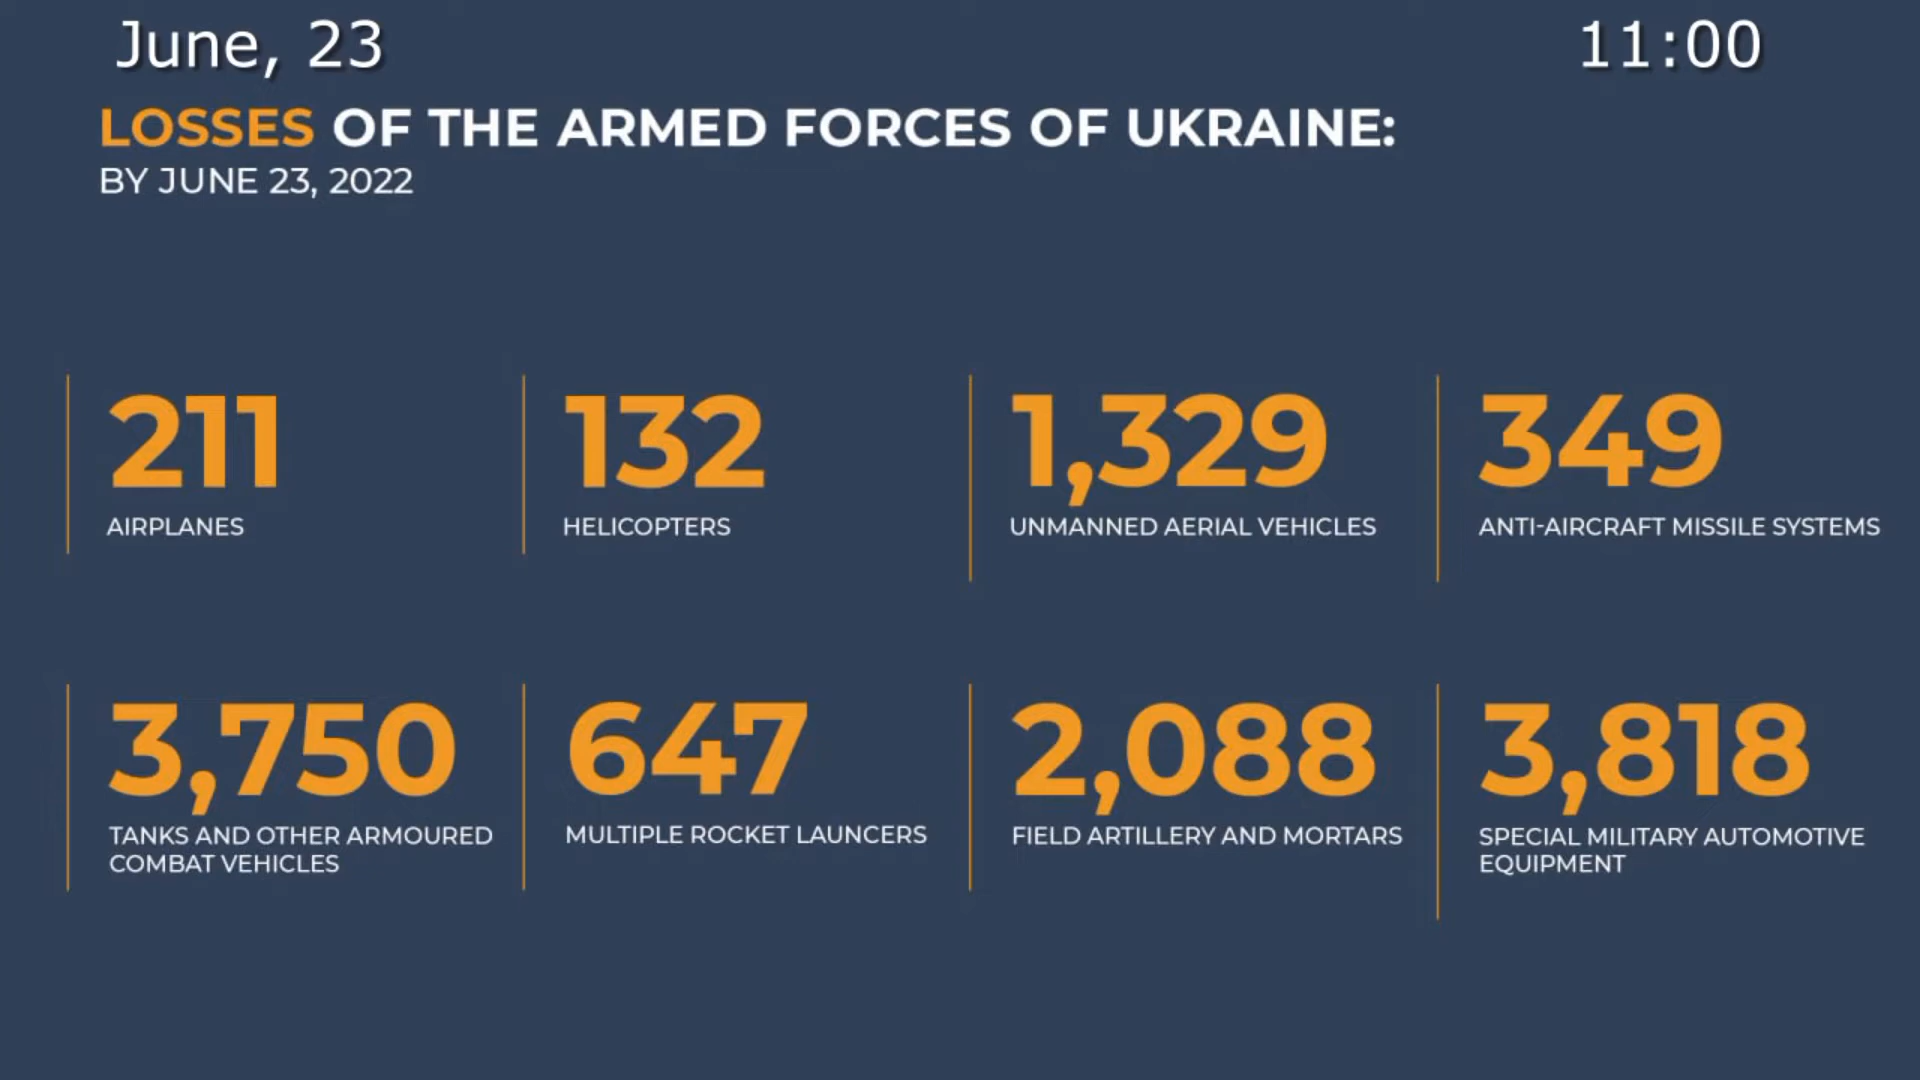 June, 23
11:00
LOSSES OF THE ARMED FORCES OF UKRAINE:
BY JUNE 23, 2022
211
AIRPLANES
132
HELICOPTERS
1,329
UNMANNED AERIAL VEHICLES
349
ANTI-AIRCRAFT MISSILE SYSTEMS
3,750
TANKS AND OTHER ARMOURED
COMBAT VEHICLES
647
MULTIPLE ROCKET LAUNCERS
2,088
FIELD ARTILLERY AND MORTARS
3,818
SPECIAL MILITARY AUTOMOTIVE
EQUIPMENT